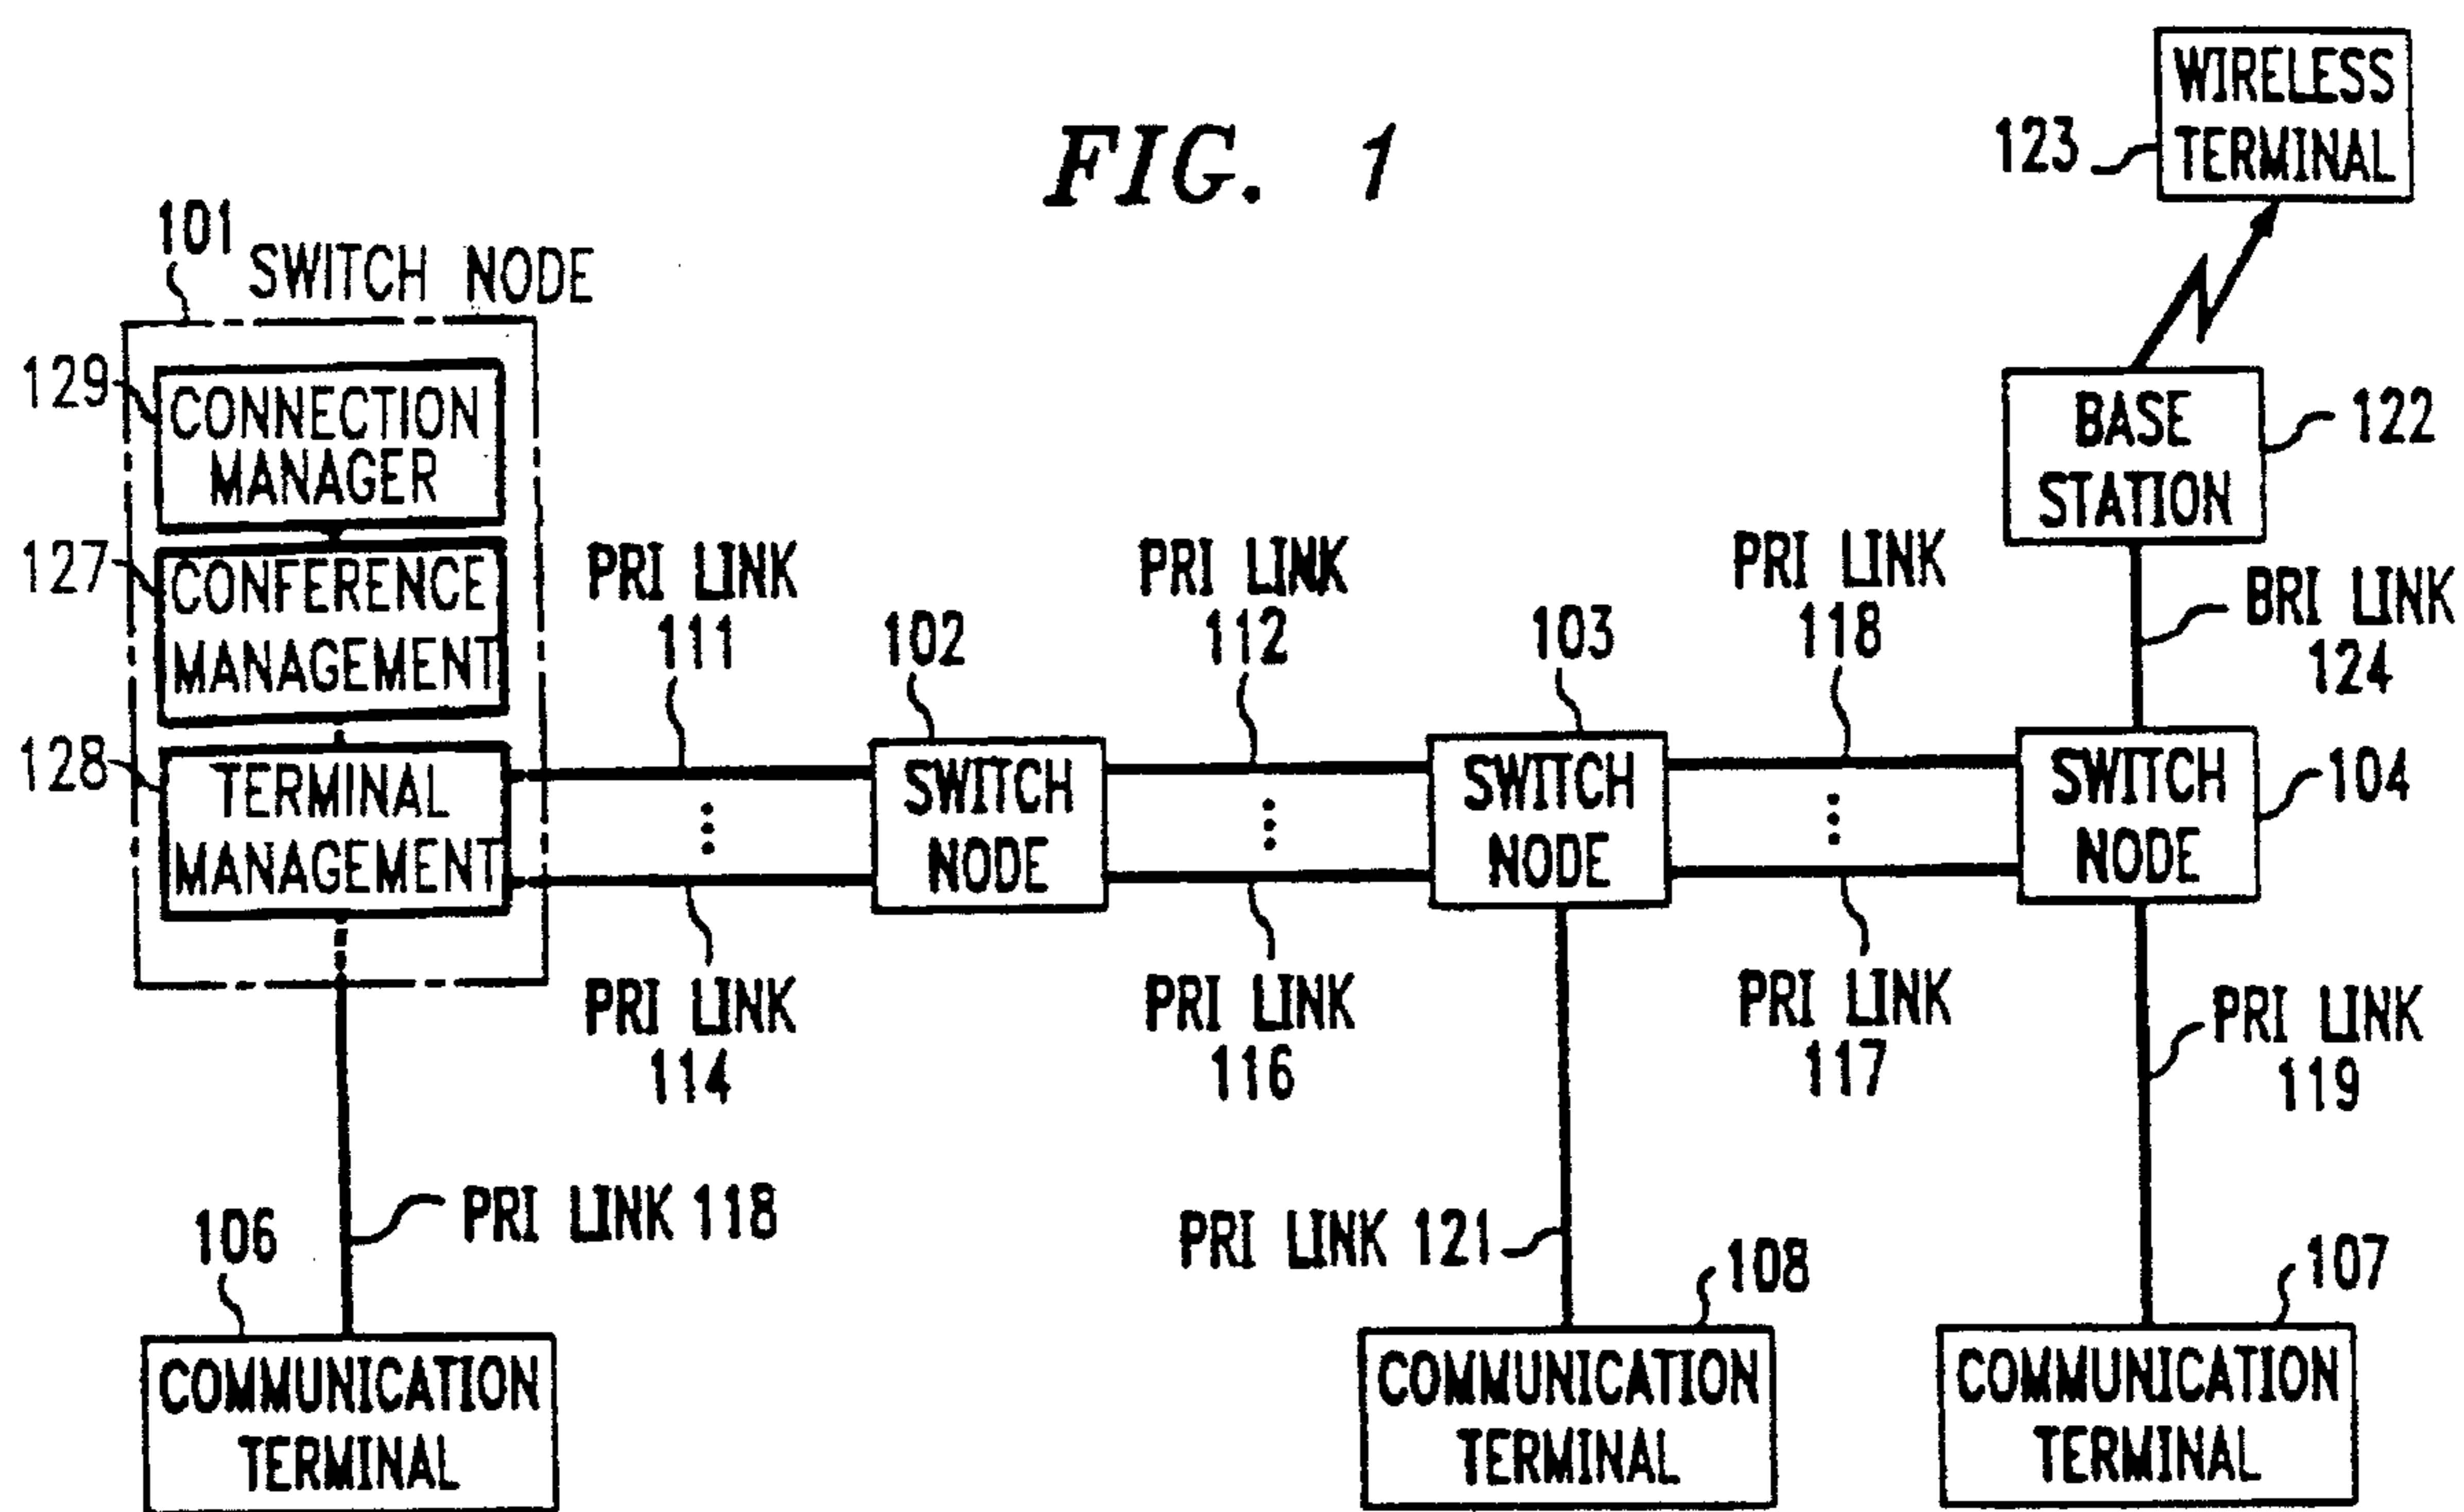 FIG. 1
WIRELESS
TERMINAL
123
101
SWITCH NODE
129
CONNECTION
MANAGER
BASE
STATION
122
127
CONFERENCE
MANAGEMENT
PRI LINK
111
PRI LINK
112
PRI LINK
118
BRI LINK
124
102
103
128
TERMINAL
MANAGEMENT
SWITCH
NODE
SWITCH
NODE
SWITCH
NODE
104
PRI LINK
114
PRI LINK
116
PRI LINK
117
PRI LINK
119
106
PRI LINK 118
PRI LINK 121
108
107
COMMUNICATION
TERMINAL
COMMUNICATION
TERMINAL
COMMUNICATION
TERMINAL